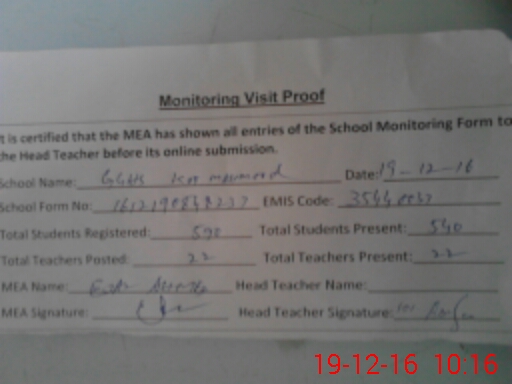 Monitoring Visit Proof
t is certified that the MEA has shown all entries of the School Monitoring Form to
the Head Teacher before its online submission.
School Name: GGHS Date: 19-12-16
School Form No: EMIS Code:
Total Students Registered: 590 Total Students Present: 540
Total Teachers Posted: 22 Total Teachers Present: 22
MEA Name: Head Teacher Name:
MEA Signature: Head Teacher Signature:
19-12-16 10:16